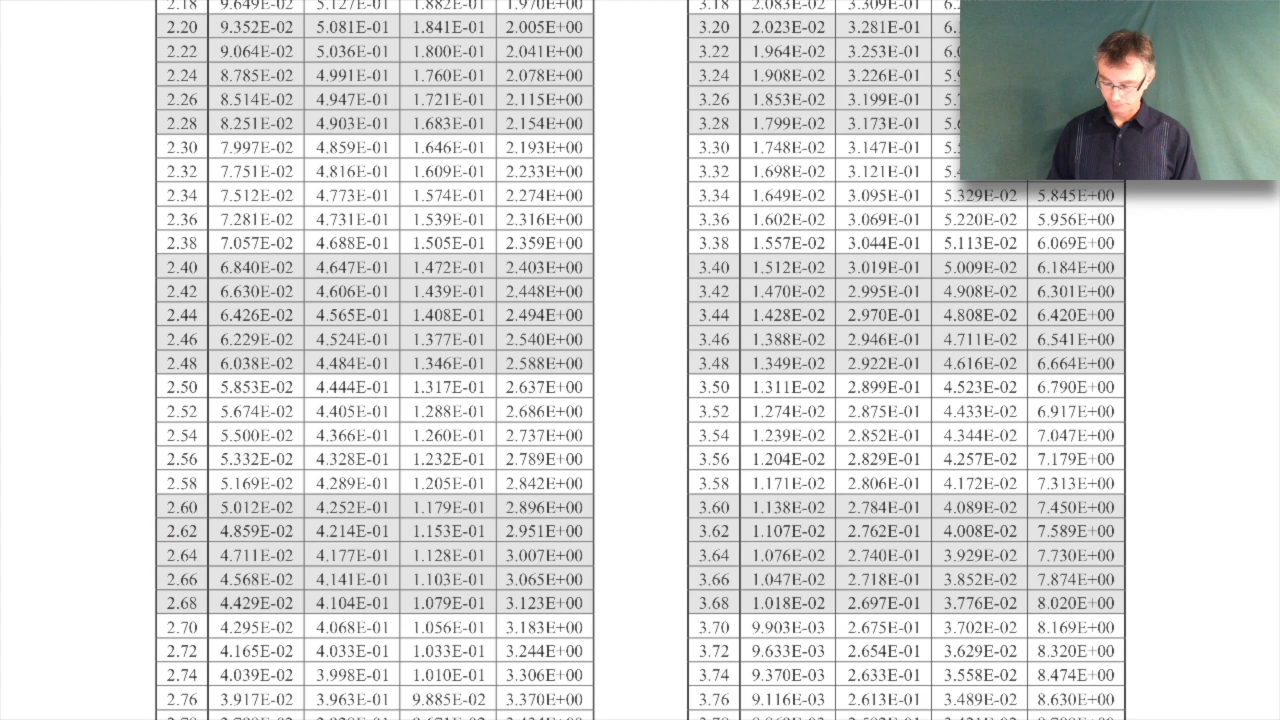 2.18 9.649E-02 5.127E-01 1.882E-01 1.970E+00
2.20 9.352E-02 5.081E-01 1.841E-01 2.005E+00
2.22 9.064E-02 5.036E-01 1.800E-01 2.041E+00
2.24 8.785E-02 4.991E-01 1.760E-01 2.078E+00
2.26 8.514E-02 4.947E-01 1.721E-01 2.115E+00
2.28 8.251E-02 4.903E-01 1.683E-01 2.154E+00
2.30 7.997E-02 4.859E-01 1.646E-01 2.193E+00
2.32 7.751E-02 4.816E-01 1.609E-01 2.233E+00
2.34 7.512E-02 4.773E-01 1.574E-01 2.274E+00
2.36 7.281E-02 4.731E-01 1.539E-01 2.316E+00
2.38 7.057E-02 4.688E-01 1.505E-01 2.359E+00
2.40 6.840E-02 4.647E-01 1.472E-01 2.403E+00
2.42 6.630E-02 4.606E-01 1.439E-01 2.448E+00
2.44 6.426E-02 4.565E-01 1.408E-01 2.494E+00
2.46 6.229E-02 4.524E-01 1.377E-01 2.540E+00
2.48 6.038E-02 4.484E-01 1.346E-01 2.588E+00
2.50 5.853E-02 4.444E-01 1.317E-01 2.637E+00
2.52 5.674E-02 4.405E-01 1.288E-01 2.686E+00
2.54 5.500E-02 4.366E-01 1.260E-01 2.737E+00
2.56 5.332E-02 4.328E-01 1.232E-01 2.789E+00
2.58 5.169E-02 4.289E-01 1.205E-01 2.842E+00
2.60 5.012E-02 4.252E-01 1.179E-01 2.896E+00
2.62 4.859E-02 4.214E-01 1.153E-01 2.951E+00
2.64 4.711E-02 4.177E-01 1.128E-01 3.007E+00
2.66 4.568E-02 4.141E-01 1.103E-01 3.065E+00
2.68 4.429E-02 4.104E-01 1.079E-01 3.123E+00
2.70 4.295E-02 4.068E-01 1.056E-01 3.183E+00
2.72 4.165E-02 4.033E-01 1.033E-01 3.244E+00
2.74 4.039E-02 3.998E-01 1.010E-01 3.306E+00
2.76 3.917E-02 3.963E-01 9.885E-02 3.370E+00
3.18 2.083E-02 3.309E-01
3.20 2.023E-02 3.281E-01
3.22 1.964E-02 3.253E-01
3.24 1.908E-02 3.226E-01
3.26 1.853E-02 3.199E-01
3.28 1.799E-02 3.173E-01
3.30 1.748E-02 3.147E-01
3.32 1.698E-02 3.121E-01
3.34 1.649E-02 3.095E-01 5.329E-02 5.845E+00
3.36 1.602E-02 3.069E-01 5.220E-02 5.956E+00
3.38 1.557E-02 3.044E-01 5.113E-02 6.069E+00
3.40 1.512E-02 3.019E-01 5.009E-02 6.184E+00
3.42 1.470E-02 2.995E-01 4.908E-02 6.301E+00
3.44 1.428E-02 2.970E-01 4.808E-02 6.420E+00
3.46 1.388E-02 2.946E-01 4.711E-02 6.541E+00
3.48 1.349E-02 2.922E-01 4.616E-02 6.664E+00
3.50 1.311E-02 2.899E-01 4.523E-02 6.790E+00
3.52 1.274E-02 2.875E-01 4.433E-02 6.917E+00
3.54 1.239E-02 2.852E-01 4.344E-02 7.047E+00
3.56 1.204E-02 2.829E-01 4.257E-02 7.179E+00
3.58 1.171E-02 2.806E-01 4.172E-02 7.313E+00
3.60 1.138E-02 2.784E-01 4.089E-02 7.450E+00
3.62 1.107E-02 2.762E-01 4.008E-02 7.589E+00
3.64 1.076E-02 2.740E-01 3.929E-02 7.730E+00
3.66 1.047E-02 2.718E-01 3.852E-02 7.874E+00
3.68 1.018E-02 2.697E-01 3.776E-02 8.020E+00
3.70 9.903E-03 2.675E-01 3.702E-02 8.169E+00
3.72 9.633E-03 2.654E-01 3.629E-02 8.320E+00
3.74 9.370E-03 2.633E-01 3.558E-02 8.474E+00
3.76 9.116E-03 2.613E-01 3.489E-02 8.630E+00